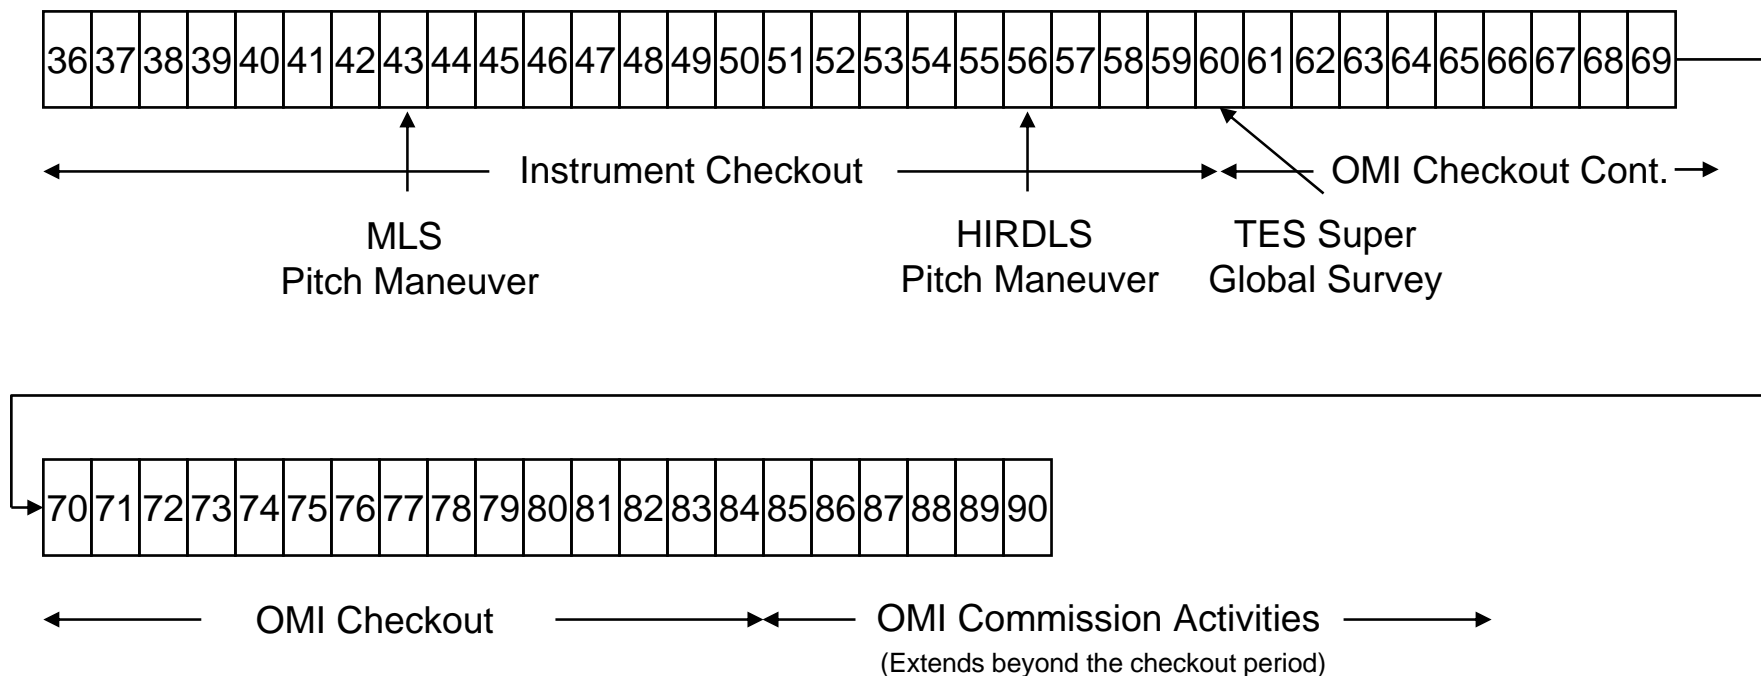 36 37 38 39 40 41 42 43 44 45 46 47 48 49 50 51 52 53 54 55 56 57 58 59 60 61 62 63 64 65 66 67 68 69
Instrument Checkout
OMI Checkout Cont.
MLS
Pitch Maneuver
HIRDLS
Pitch Maneuver
TES Super
Global Survey
70 71 72 73 74 75 76 77 78 79 80 81 82 83 84 85 86 87 88 89 90
OMI Checkout
OMI Commission Activities
(Extends beyond the checkout period)